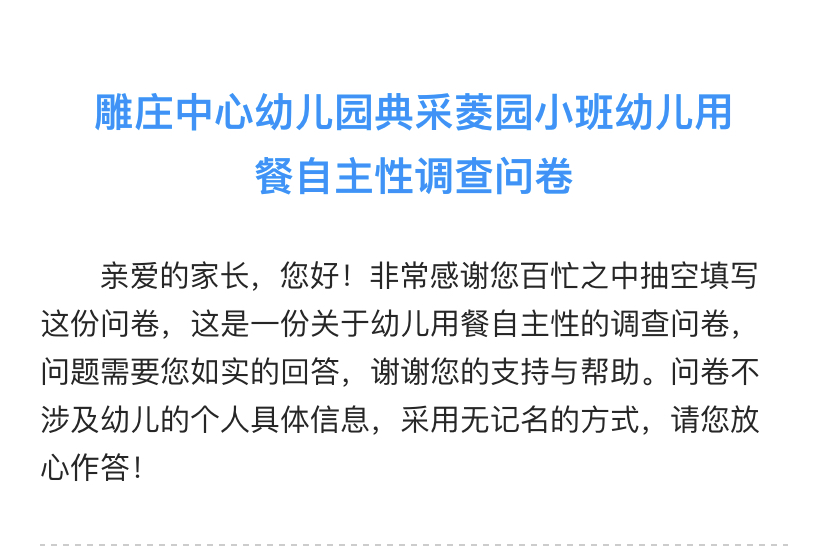 雕庄中心幼儿园典采菱园小班幼儿用
餐自主性调查问卷
亲爱的家长，您好！非常感谢您百忙之中抽空填写
这份问卷，这是一份关于幼儿用餐自主性的调查问卷，
问题需要您如实的回答，谢谢您的支持与帮助。问卷不
涉及幼儿的个人具体信息，采用无记名的方式，请您放
心作答！